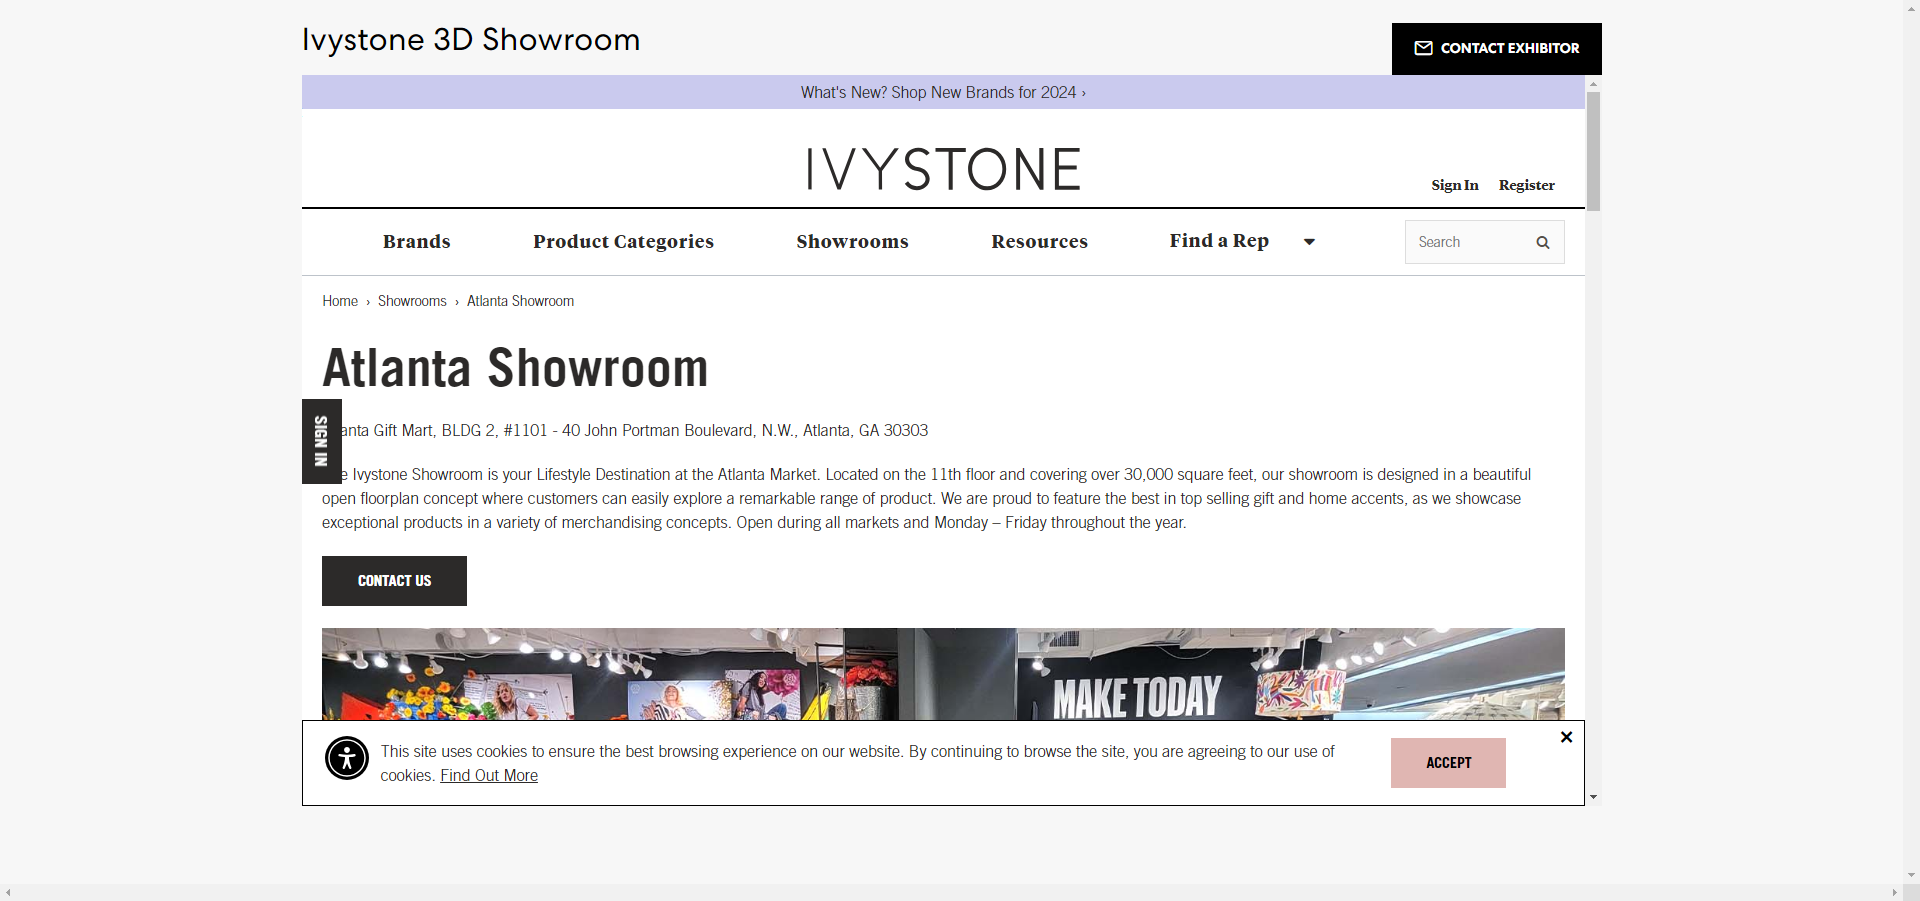 Ivystone 3D Showroom
CONTACT EXHIBITOR
What's New? Shop New Brands for 2024 ›
IVYSTONE
Sign In Register
Brands Product Categories Showrooms Resources Find a Rep
Search
Home › Showrooms › Atlanta Showroom
Atlanta Showroom
SIGN IN
anta Gift Mart, BLDG 2, #1101 - 40 John Portman Boulevard, N.W., Atlanta, GA 30303
e Ivystone Showroom is your Lifestyle Destination at the Atlanta Market. Located on the 11th floor and covering over 30,000 square feet, our showroom is designed in a beautiful
open floorplan concept where customers can easily explore a remarkable range of product. We are proud to feature the best in top selling gift and home accents, as we showcase
exceptional products in a variety of merchandising concepts. Open during all markets and Monday – Friday throughout the year.
CONTACT US
MAKE TODAY
This site uses cookies to ensure the best browsing experience on our website. By continuing to browse the site, you are agreeing to our use of
cookies. Find Out More
ACCEPT